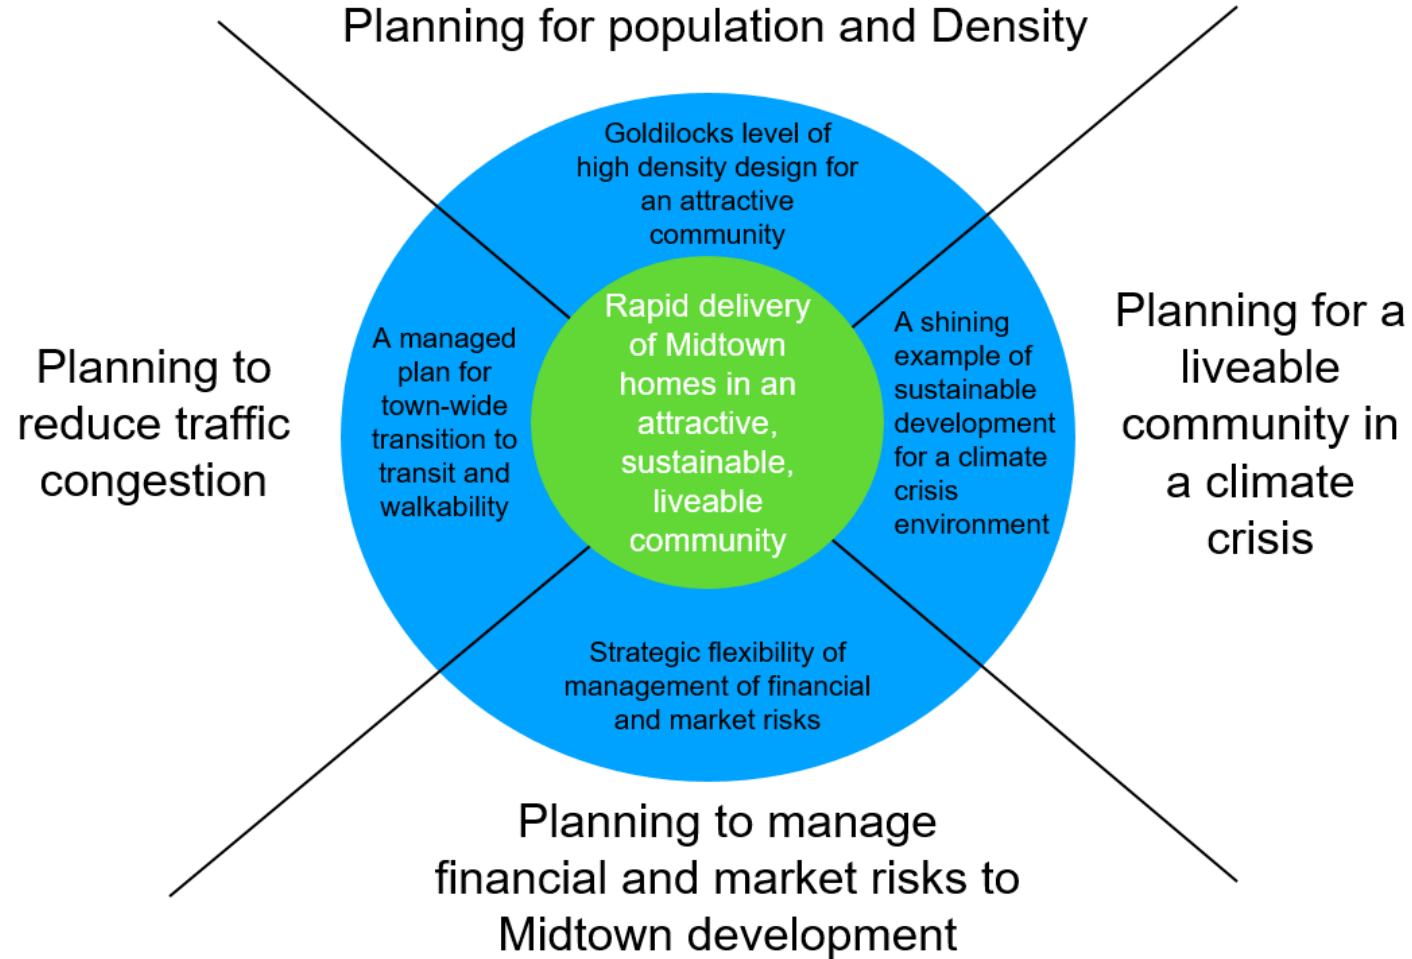 Planning for population and Density
Goldilocks level of
high density design for
an attractive
community
Planning to
reduce traffic
congestion
A managed
plan for
town-wide
transition to
transit and
walkability
Rapid delivery
of Midtown
homes in an
attractive,
sustainable,
liveable
community
A shining
example of
sustainable
development
for a climate
crisis
environment
Planning for a
liveable
community in
a climate
crisis
Strategic flexibility of
management of financial
and market risks
Planning to manage
financial and market risks to
Midtown development